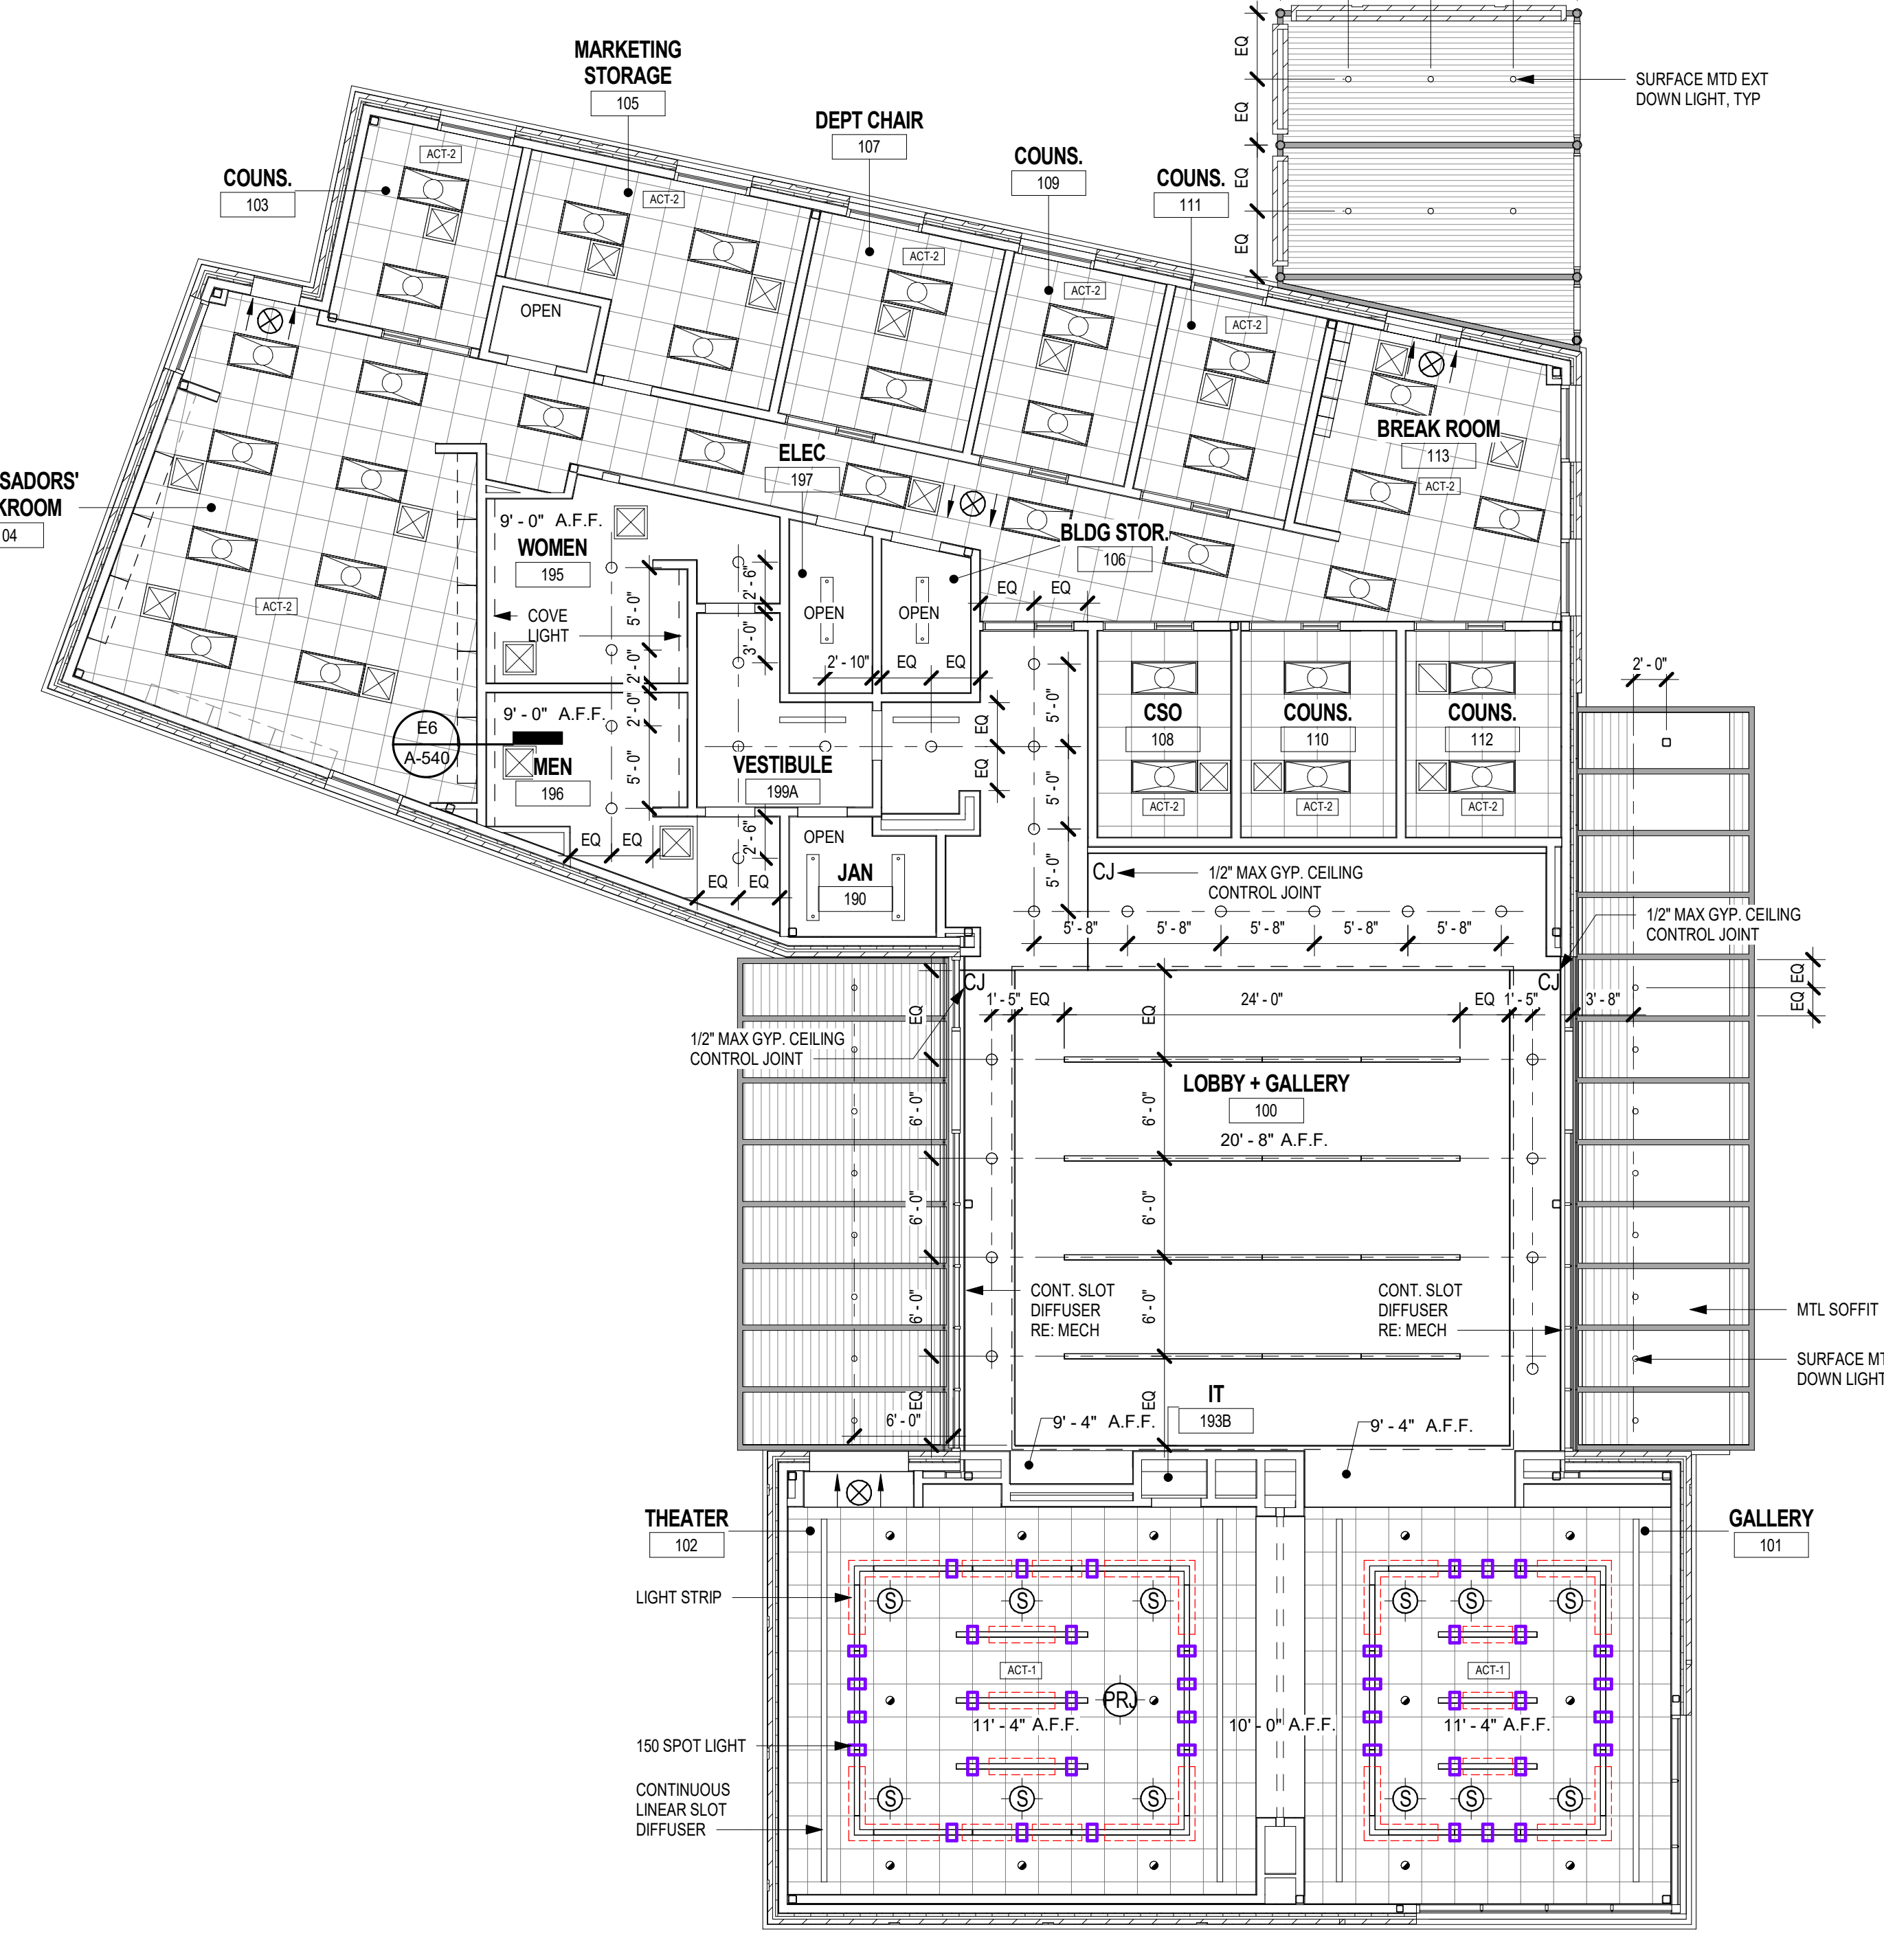 MARKETING
STORAGE
105
DEPT CHAIR
107
COUNS.
109
COUNS.
111
COUNS.
103
ACT-2
ACT-2
ACT-2
ACT-2
ACT-2
OPEN
EQ
EQ
EQ
EQ
SURFACE MTD EXT
DOWN LIGHT, TYP
BREAK ROOM
113
ACT-2
SADORS'
KROOM
04
ACT-2
ELEC
197
BLDG STOR.
106
9' - 0" A.F.F.
WOMEN
195
COVE
LIGHT
5' - 0"
2' - 0"
2' - 0"
5' - 0"
2' - 6"
3' - 0"
OPEN
OPEN
2' - 10"
EQ
EQ
EQ
EQ
E6
A-540
9' - 0" A.F.F.
MEN
196
EQ
EQ
VESTIBULE
199A
EQ
EQ
2' - 6"
EQ
EQ
OPEN
JAN
190
5' - 0"
5' - 0"
5' - 0"
CSO
108
ACT-2
COUNS.
110
ACT-2
COUNS.
112
ACT-2
2' - 0"
CJ
1/2" MAX GYP. CEILING
CONTROL JOINT
5' - 8"
5' - 8"
5' - 8"
5' - 8"
5' - 8"
1/2" MAX GYP. CEILING
CONTROL JOINT
CJ
CJ
1' - 5"
EQ
24' - 0"
EQ
1' - 5"
3' - 8"
EQ
EQ
1/2" MAX GYP. CEILING
CONTROL JOINT
EQ
6' - 0"
6' - 0"
6' - 0"
EQ
EQ
6' - 0"
6' - 0"
6' - 0"
EQ
LOBBY + GALLERY
100
20' - 8" A.F.F.
CONT. SLOT
DIFFUSER
RE: MECH
CONT. SLOT
DIFFUSER
RE: MECH
MTL SOFFIT
SURFACE MT
DOWN LIGHT
6' - 0"
9' - 4" A.F.F.
IT
193B
9' - 4" A.F.F.
THEATER
102
GALLERY
101
LIGHT STRIP
S
S
S
S
S
S
ACT-1
ACT-1
PRJ
11' - 4" A.F.F.
10' - 0" A.F.F.
11' - 4" A.F.F.
150 SPOT LIGHT
CONTINUOUS
LINEAR SLOT
DIFFUSER
S
S
S
S
S
S